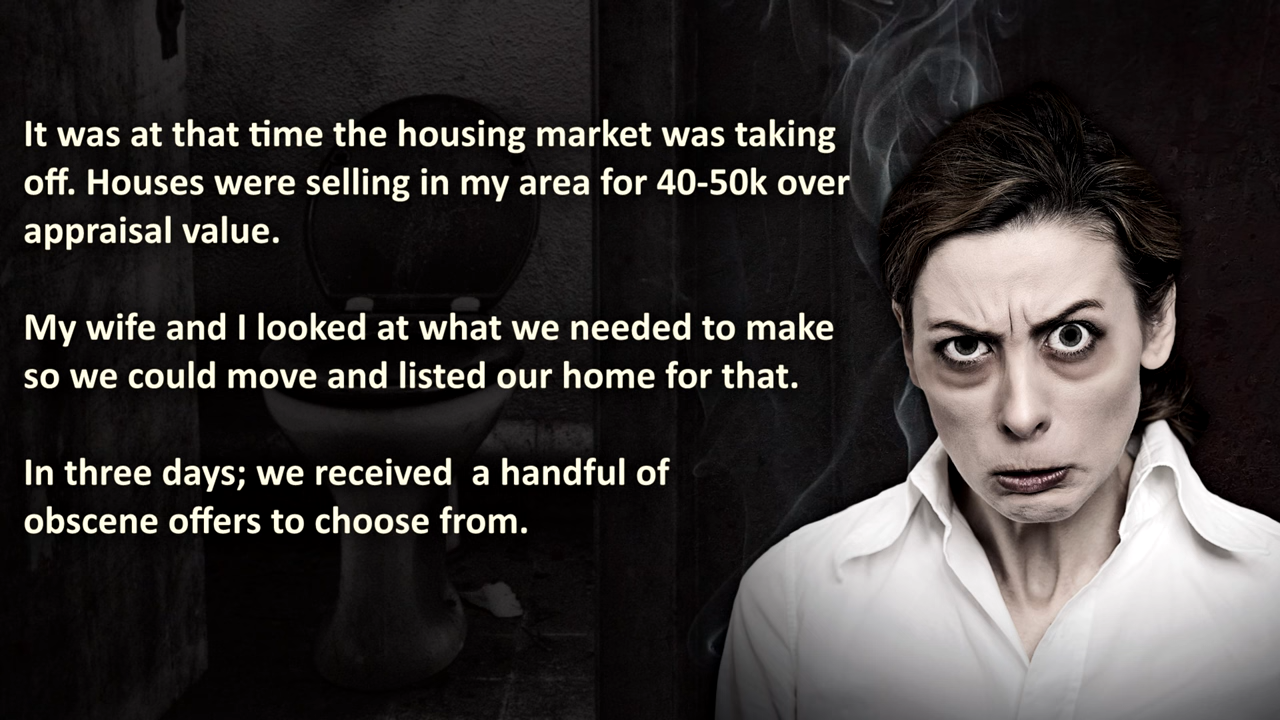 It was at that time the housing market was taking
off. Houses were selling in my area for 40-50k over
appraisal value.
My wife and I looked at what we needed to make
so we could move and listed our home for that.
In three days; we received  a handful of
obscene offers to choose from.